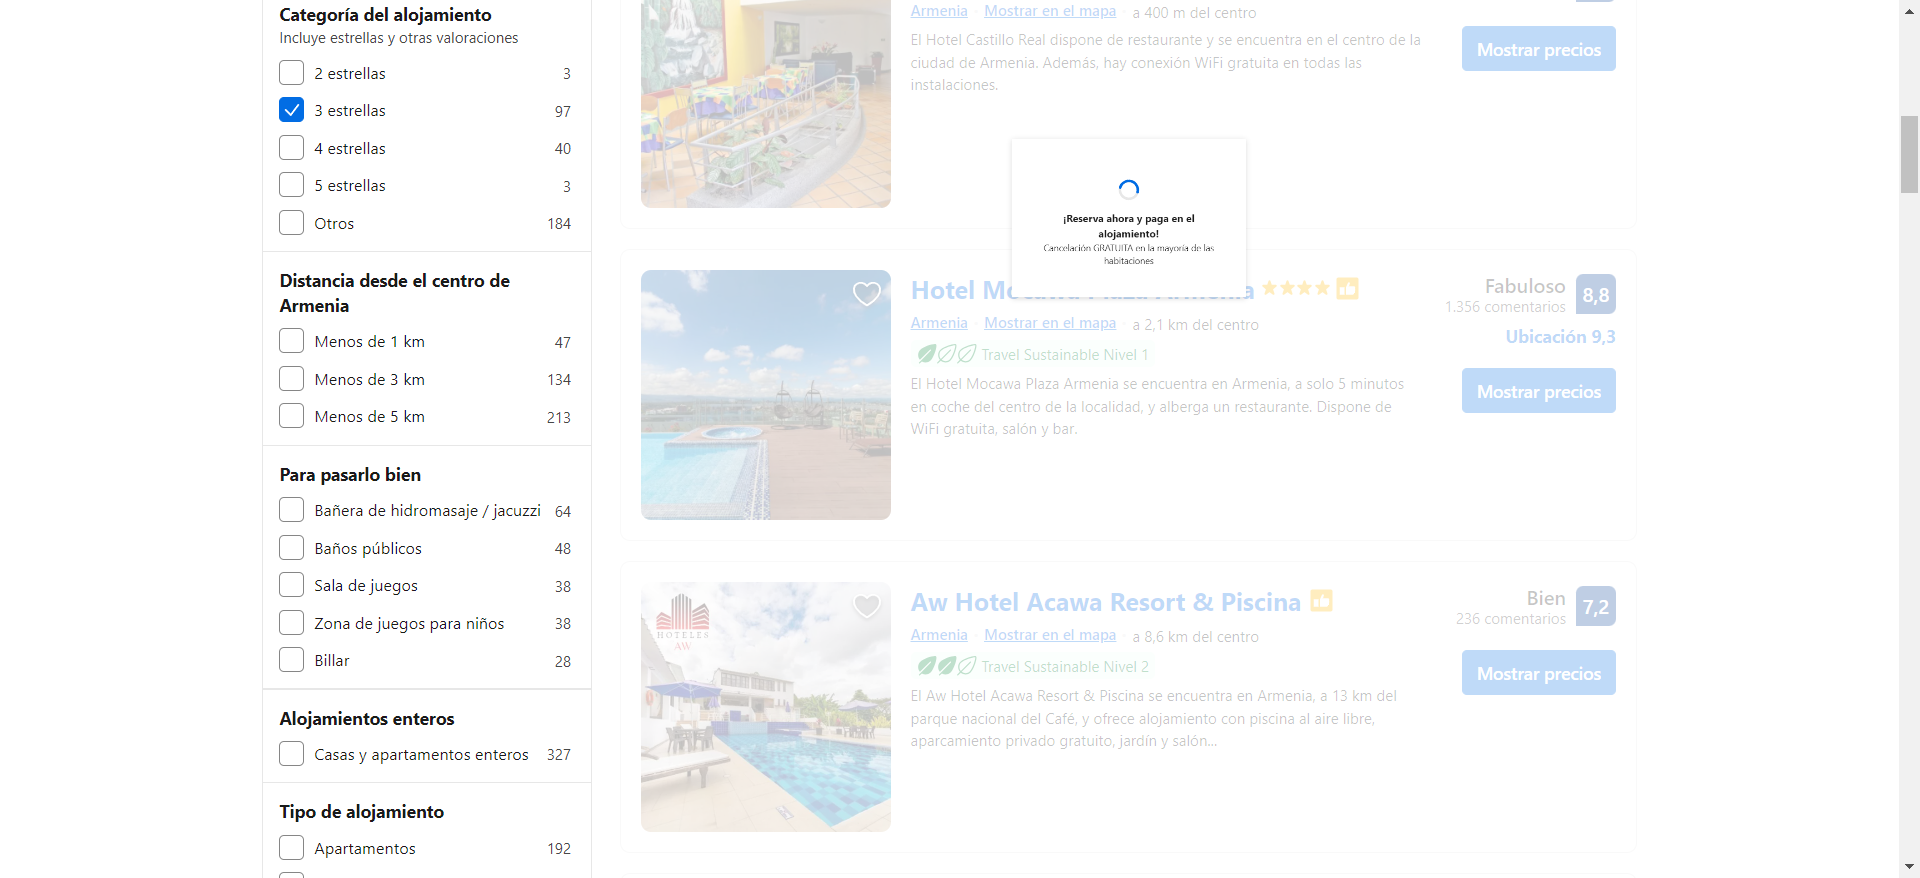 Categoría del alojamiento
Incluye estrellas y otras valoraciones
2 estrellas 3
3 estrellas 97
4 estrellas 40
5 estrellas 3
Otros 184
Distancia desde el centro de
Armenia
Menos de 1 km 47
Menos de 3 km 134
Menos de 5 km 213
Para pasarlo bien
Bañera de hidromasaje / jacuzzi 64
Baños públicos 48
Sala de juegos 38
Zona de juegos para niños 38
Billar 28
Alojamientos enteros
Casas y apartamentos enteros 327
Tipo de alojamiento
Apartamentos 192
Armenia Mostrar en el mapa a 400 m del centro
El Hotel Castillo Real dispone de restaurante y se encuentra en el centro de la
ciudad de Armenia. Además, hay conexión WiFi gratuita en todas las
instalaciones.
Mostrar precios
¡Reserva ahora y paga en el
alojamiento!
Cancelación GRATUITA en la mayoría de las
habitaciones
Hotel Mocawa Plaza Armenia
Armenia Mostrar en el mapa a 2,1 km del centro
Travel Sustainable Nivel 1
El Hotel Mocawa Plaza Armenia se encuentra en Armenia, a solo 5 minutos
en coche del centro de la localidad, y alberga un restaurante. Dispone de
WiFi gratuita, salón y bar.
Fabuloso 8,8
1.356 comentarios
Ubicación 9,3
Mostrar precios
HOTELES
AW
Aw Hotel Acawa Resort & Piscina
Armenia Mostrar en el mapa a 8,6 km del centro
Travel Sustainable Nivel 2
El Aw Hotel Acawa Resort & Piscina se encuentra en Armenia, a 13 km del
parque nacional del Café, y ofrece alojamiento con piscina al aire libre,
aparcamiento privado gratuito, jardín y salón...
Bien 7,2
236 comentarios
Mostrar precios